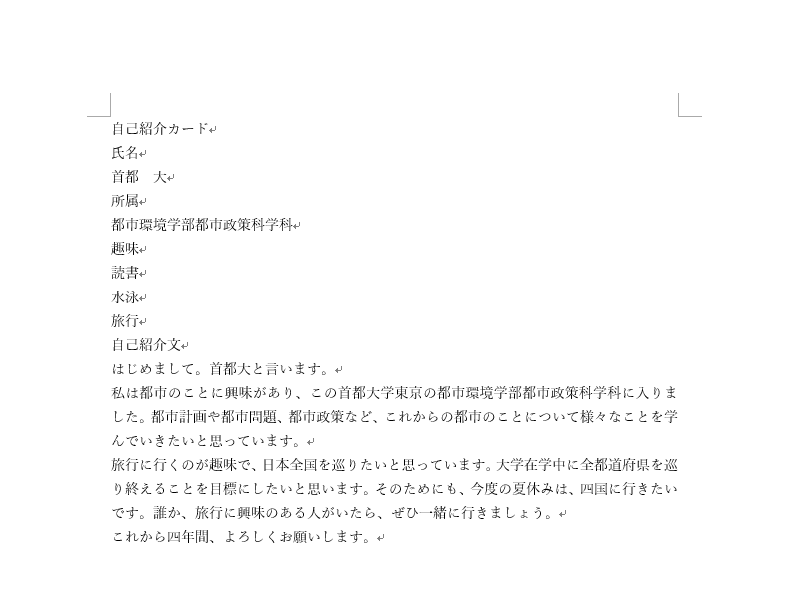 自己紹介カード
氏名
首都　大
所属
都市環境学部都市政策科学科
趣味
読書
水泳
旅行
自己紹介文
はじめまして。首都大と言います。
私は都市のことに興味があり、この首都大学東京の都市環境学部都市政策科学科に入りま
した。都市計画や都市問題、都市政策など、これからの都市のことについて様々なことを学
んでいきたいと思っています。
旅行に行くのが趣味で、日本全国を巡りたいと思っています。大学在学中に全都道府県を巡
り終えることを目標にしたいと思います。そのためにも、今度の夏休みは、四国に行きたい
です。誰か、旅行に興味のある人がいたら、ぜひ一緒に行きましょう。
これから四年間、よろしくお願いします。